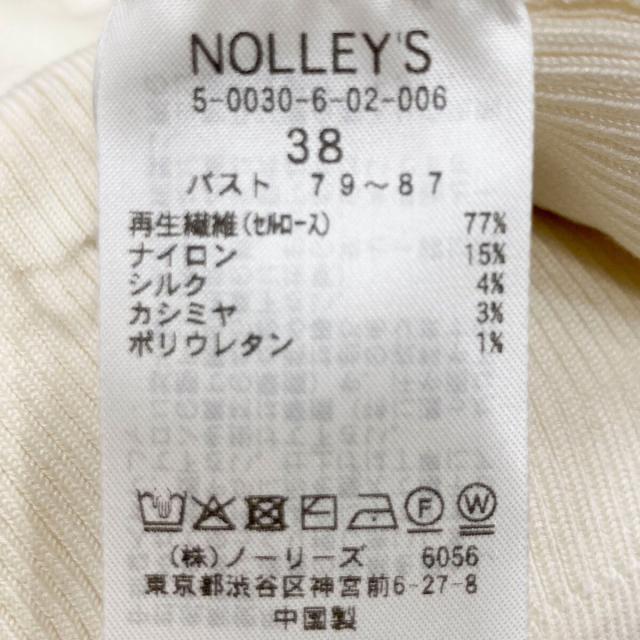 NOLLEY'S
5-0030-6-02-006
38
バスト 79~87
再生繊維(セルロース) 77%
ナイロン 15%
シルク 4%
カシミヤ 3%
ポリウレタン 1%
(株)ノーリーズ 6056
東京都渋谷区神宮前6-27-8
中国製